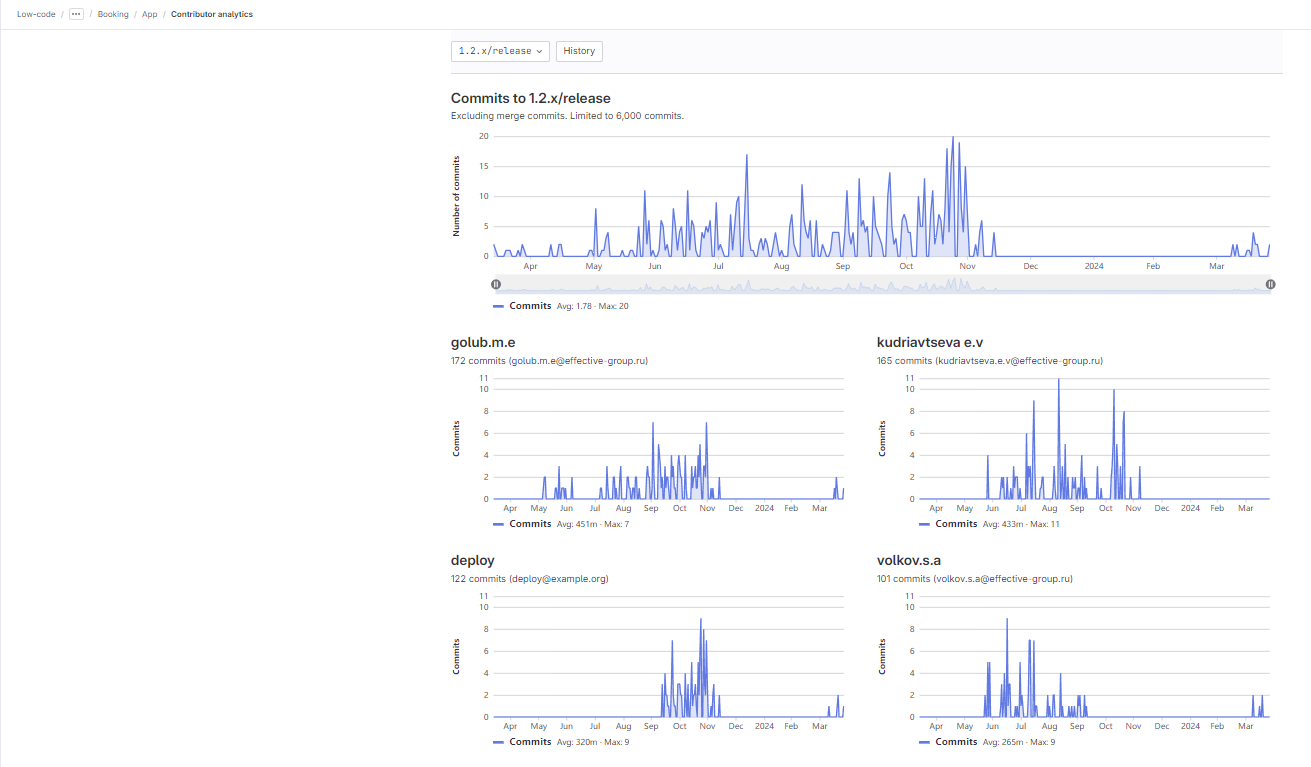 Low-code / ••• / Booking / App / Contributor analytics
1.2.x/release History
Commits to 1.2.x/release
Excluding merge commits. Limited to 6,000 commits.
Number of commits
20
15
10
5
0
Apr May Jun Jul Aug Sep Oct Nov Dec 2024 Feb Mar
Commits Avg: 1.78 · Max: 20
golub.m.e
172 commits (golub.m.e@effective-group.ru)
Commits
11
10
8
6
4
2
0
Apr May Jun Jul Aug Sep Oct Nov Dec 2024 Feb Mar
Commits Avg: 451m · Max: 7
kudriavtseva e.v
165 commits (kudriavtseva.e.v@effective-group.ru)
Commits
11
10
8
6
4
2
0
Apr May Jun Jul Aug Sep Oct Nov Dec 2024 Feb Mar
Commits Avg: 433m · Max: 11
deploy
122 commits (deploy@example.org)
Commits
11
10
8
6
4
2
0
Apr May Jun Jul Aug Sep Oct Nov Dec 2024 Feb Mar
Commits Avg: 320m · Max: 9
volkov.s.a
101 commits (volkov.s.a@effective-group.ru)
Commits
11
10
8
6
4
2
0
Apr May Jun Jul Aug Sep Oct Nov Dec 2024 Feb Mar
Commits Avg: 265m · Max: 9